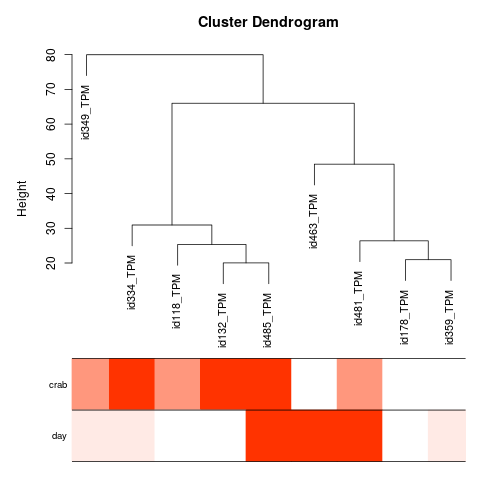 Cluster Dendrogram
Height
80
70
60
50
40
30
20
id349_TPM
id334_TPM
id118_TPM
id132_TPM
id485_TPM
id463_TPM
id481_TPM
id178_TPM
id359_TPM
crab
day